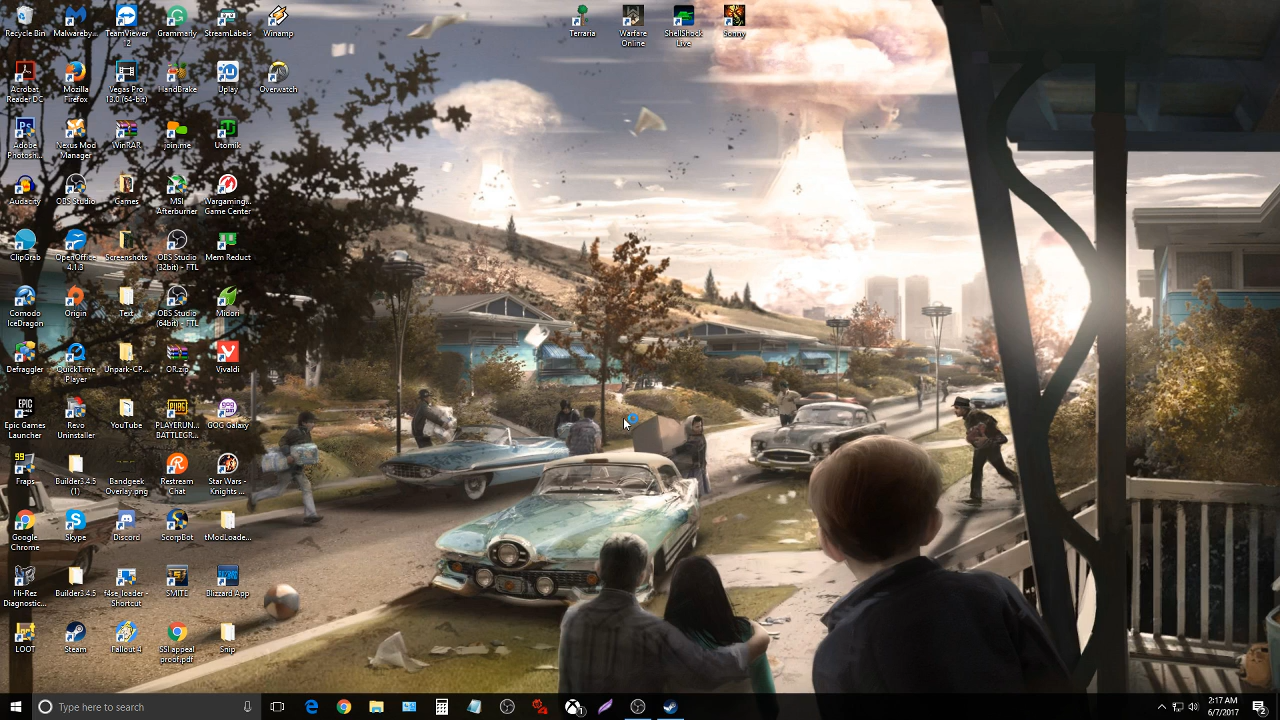 Recycle Bin
Malwareby...
TeamViewer
12
Grammarly
StreamLabels
Winamp
Terraria
Warfare
Online
ShellShock
Live
Sonny
Acrobat
Reader DC
Mozilla
Firefox
Vegas Pro
13.0 (64-bit)
HandBrake
Uplay
Overwatch
Adobe
Photosh...
Nexus Mod
Manager
WinRAR
join.me
Utomik
Audacity
OBS Studio
Games
MSI
Afterburner
Wargaming...
Game Center
ClipGrab
OpenOffice
4.1.3
Screenshots
OBS Studio
(32bit) - FTL
Mem Reduct
Comodo
IceDragon
Origin
Text
OBS Studio
(64bit) - FTL
Midori
Defraggler
QuickTime
Player
Unpark-CP...
OR.zip
Vivaldi
Epic Games
Launcher
Revo
Uninstaller
YouTube
PLAYERUN...
BATTLEGR...
GOG Galaxy
Fraps
Builder3.4.5
(1)
Bandgeek
Overlay.png
Restream
Chat
Star Wars -
Knights ...
Google
Chrome
Skype
Discord
ScorpBot
tModLoade...
Hi-Rez
Diagnostic...
Builder3.4.5
f4se_loader -
Shortcut
SMITE
Blizzard App
LOOT
Steam
Fallout 4
SSI appeal
proof.pdf
Snip
Type here to search
2:17 AM
6/7/2017